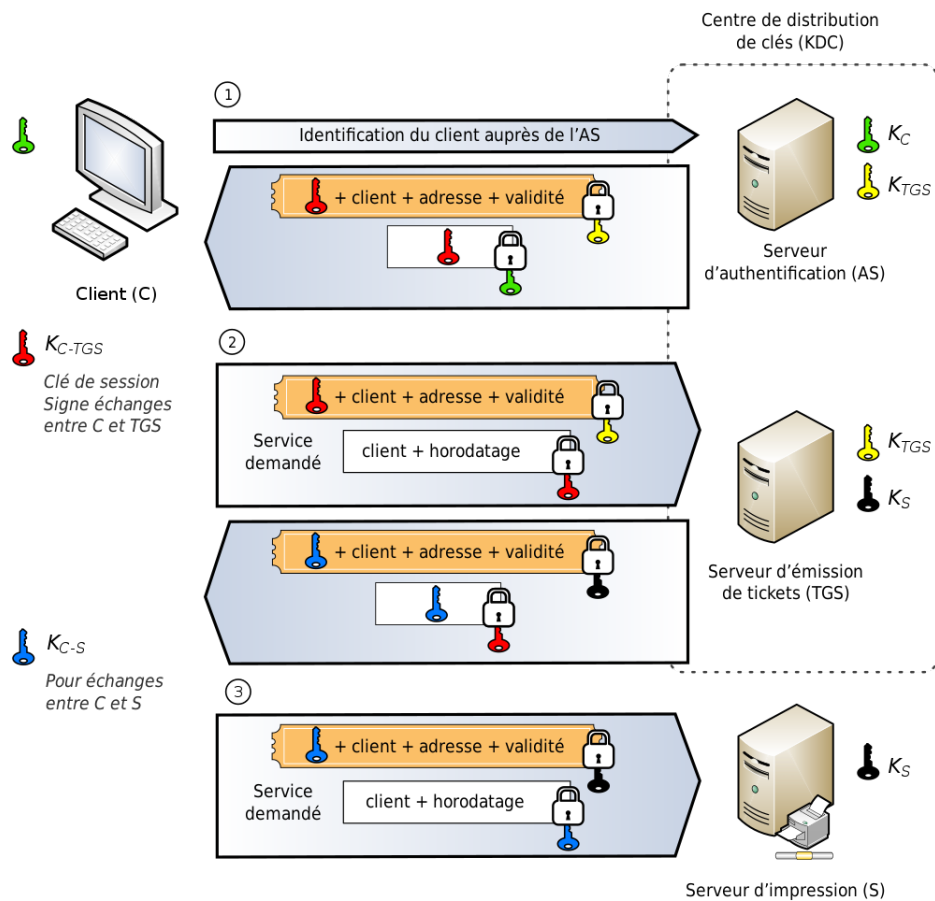 Centre de distribution
de clés (KDC)
1
Identification du client auprès de l’AS
K_C
+ client + adresse + validité
K_TGS
Serveur
d’authentification (AS)
Client (C)
2
K_C-TGS
Clé de session
Signe échanges
entre C et TGS
+ client + adresse + validité
Service
demandé
client + horodatage
K_TGS
K_S
+ client + adresse + validité
Serveur d’émission
de tickets (TGS)
K_C-S
Pour échanges
entre C et S
3
+ client + adresse + validité
Service
demandé
client + horodatage
K_S
Serveur d’impression (S)